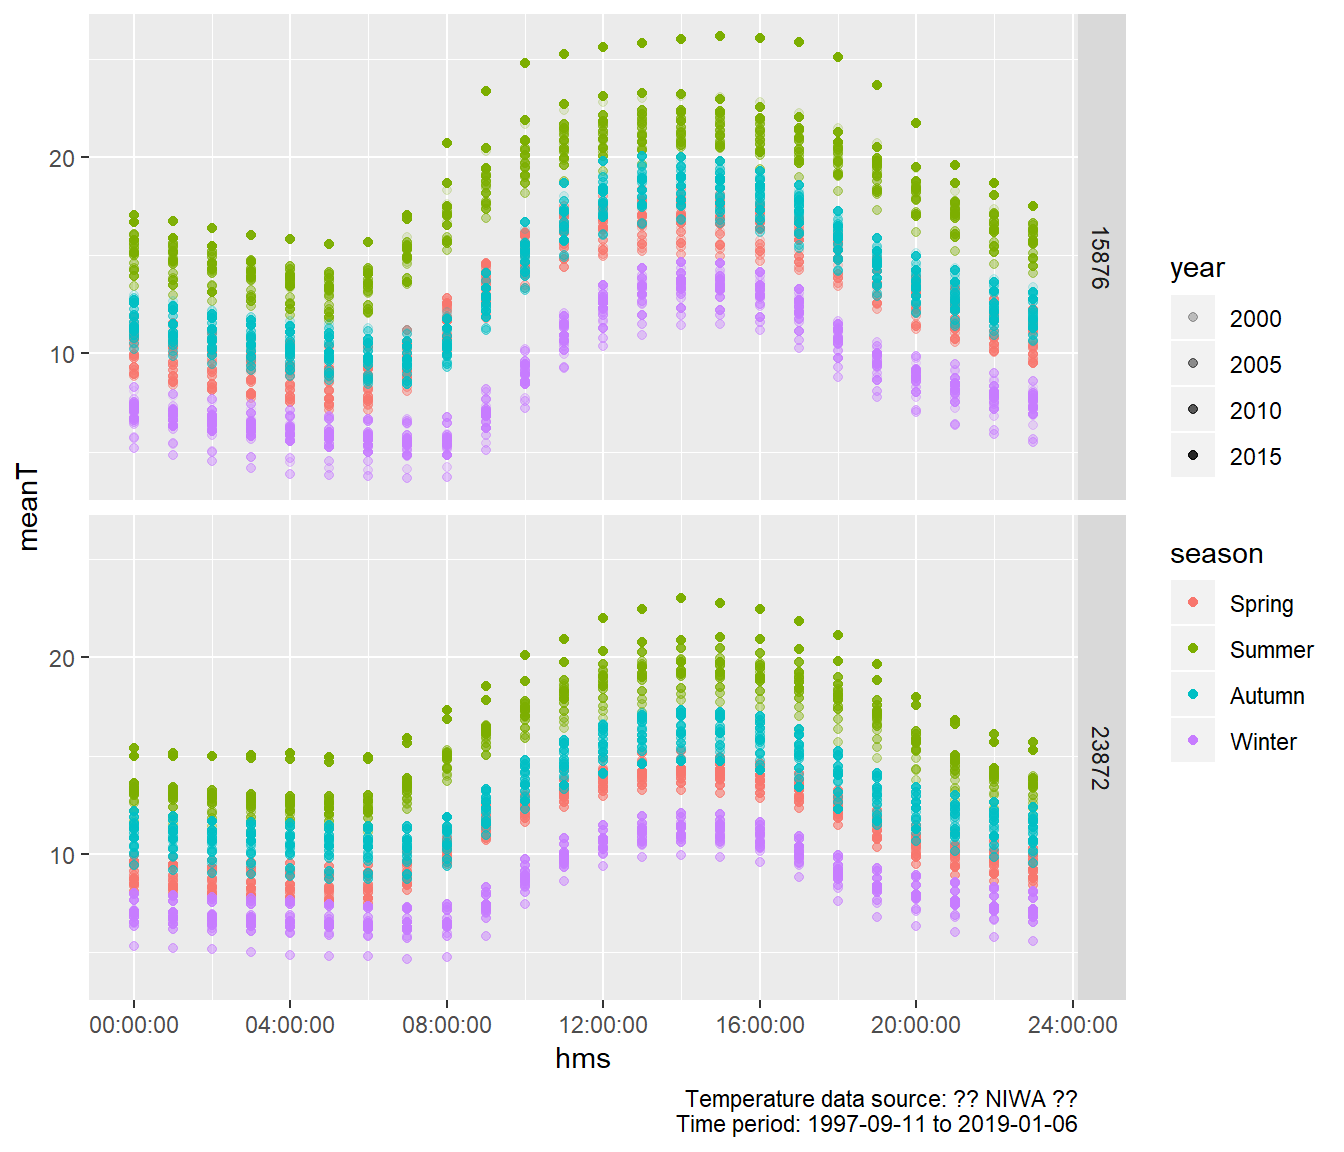 20
10
15876
20
10
23872
meanT
00:00:00 04:00:00 08:00:00 12:00:00 16:00:00 20:00:00 24:00:00
hms
year
2000
2005
2010
2015
season
Spring
Summer
Autumn
Winter
Temperature data source: ?? NIWA ??
Time period: 1997-09-11 to 2019-01-06